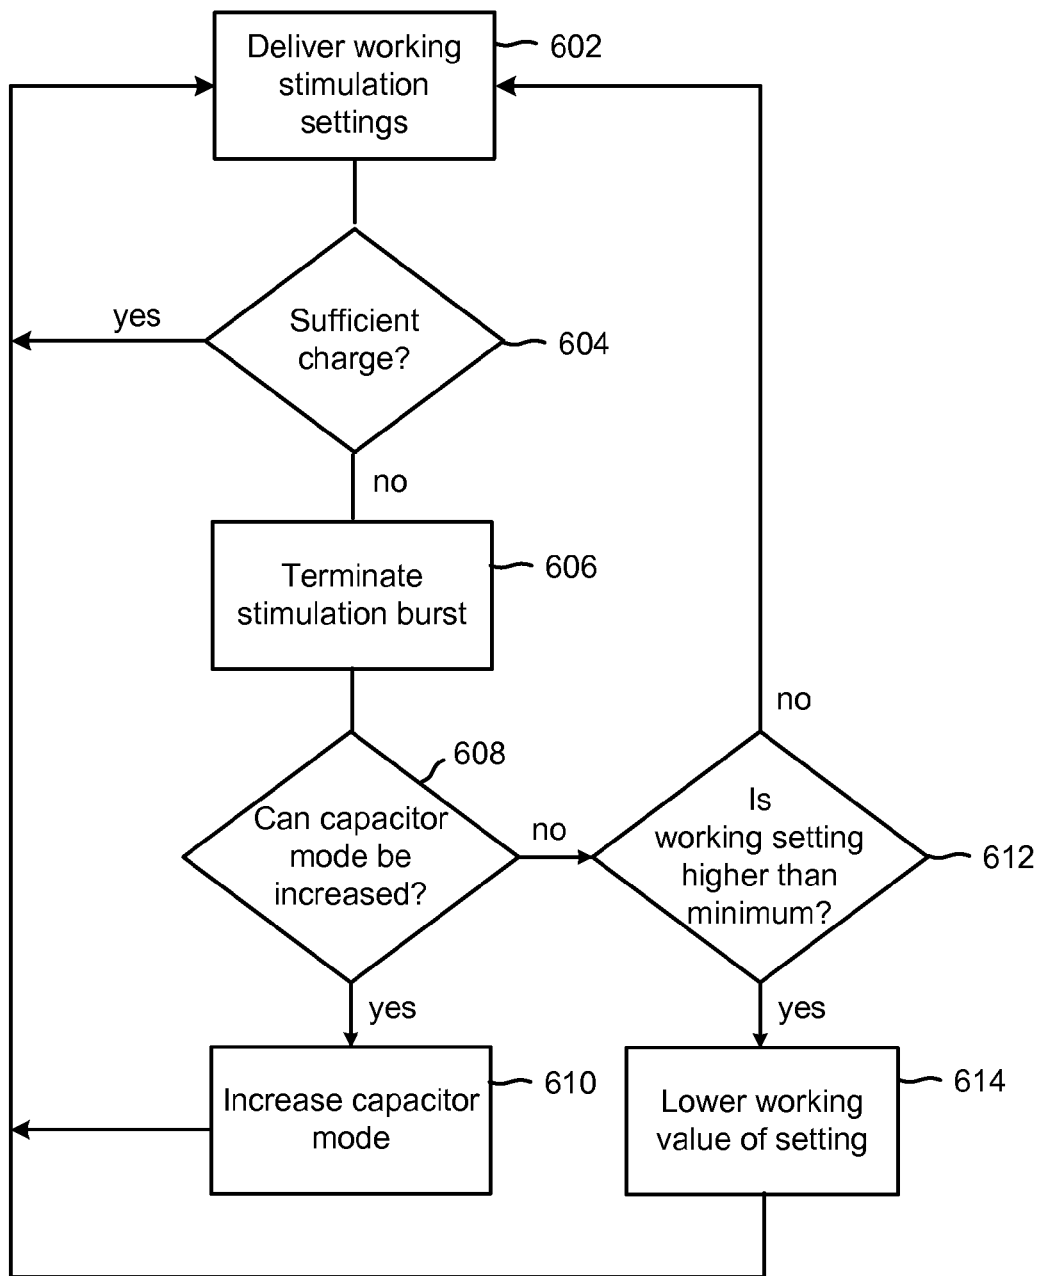 Deliver working
stimulation
settings
602
Sufficient
charge?
604
yes
no
Terminate
stimulation burst
606
Can capacitor
mode be
increased?
608
no
yes
Is
working setting
higher than
minimum?
612
no
yes
Increase capacitor
mode
610
Lower working
value of setting
614